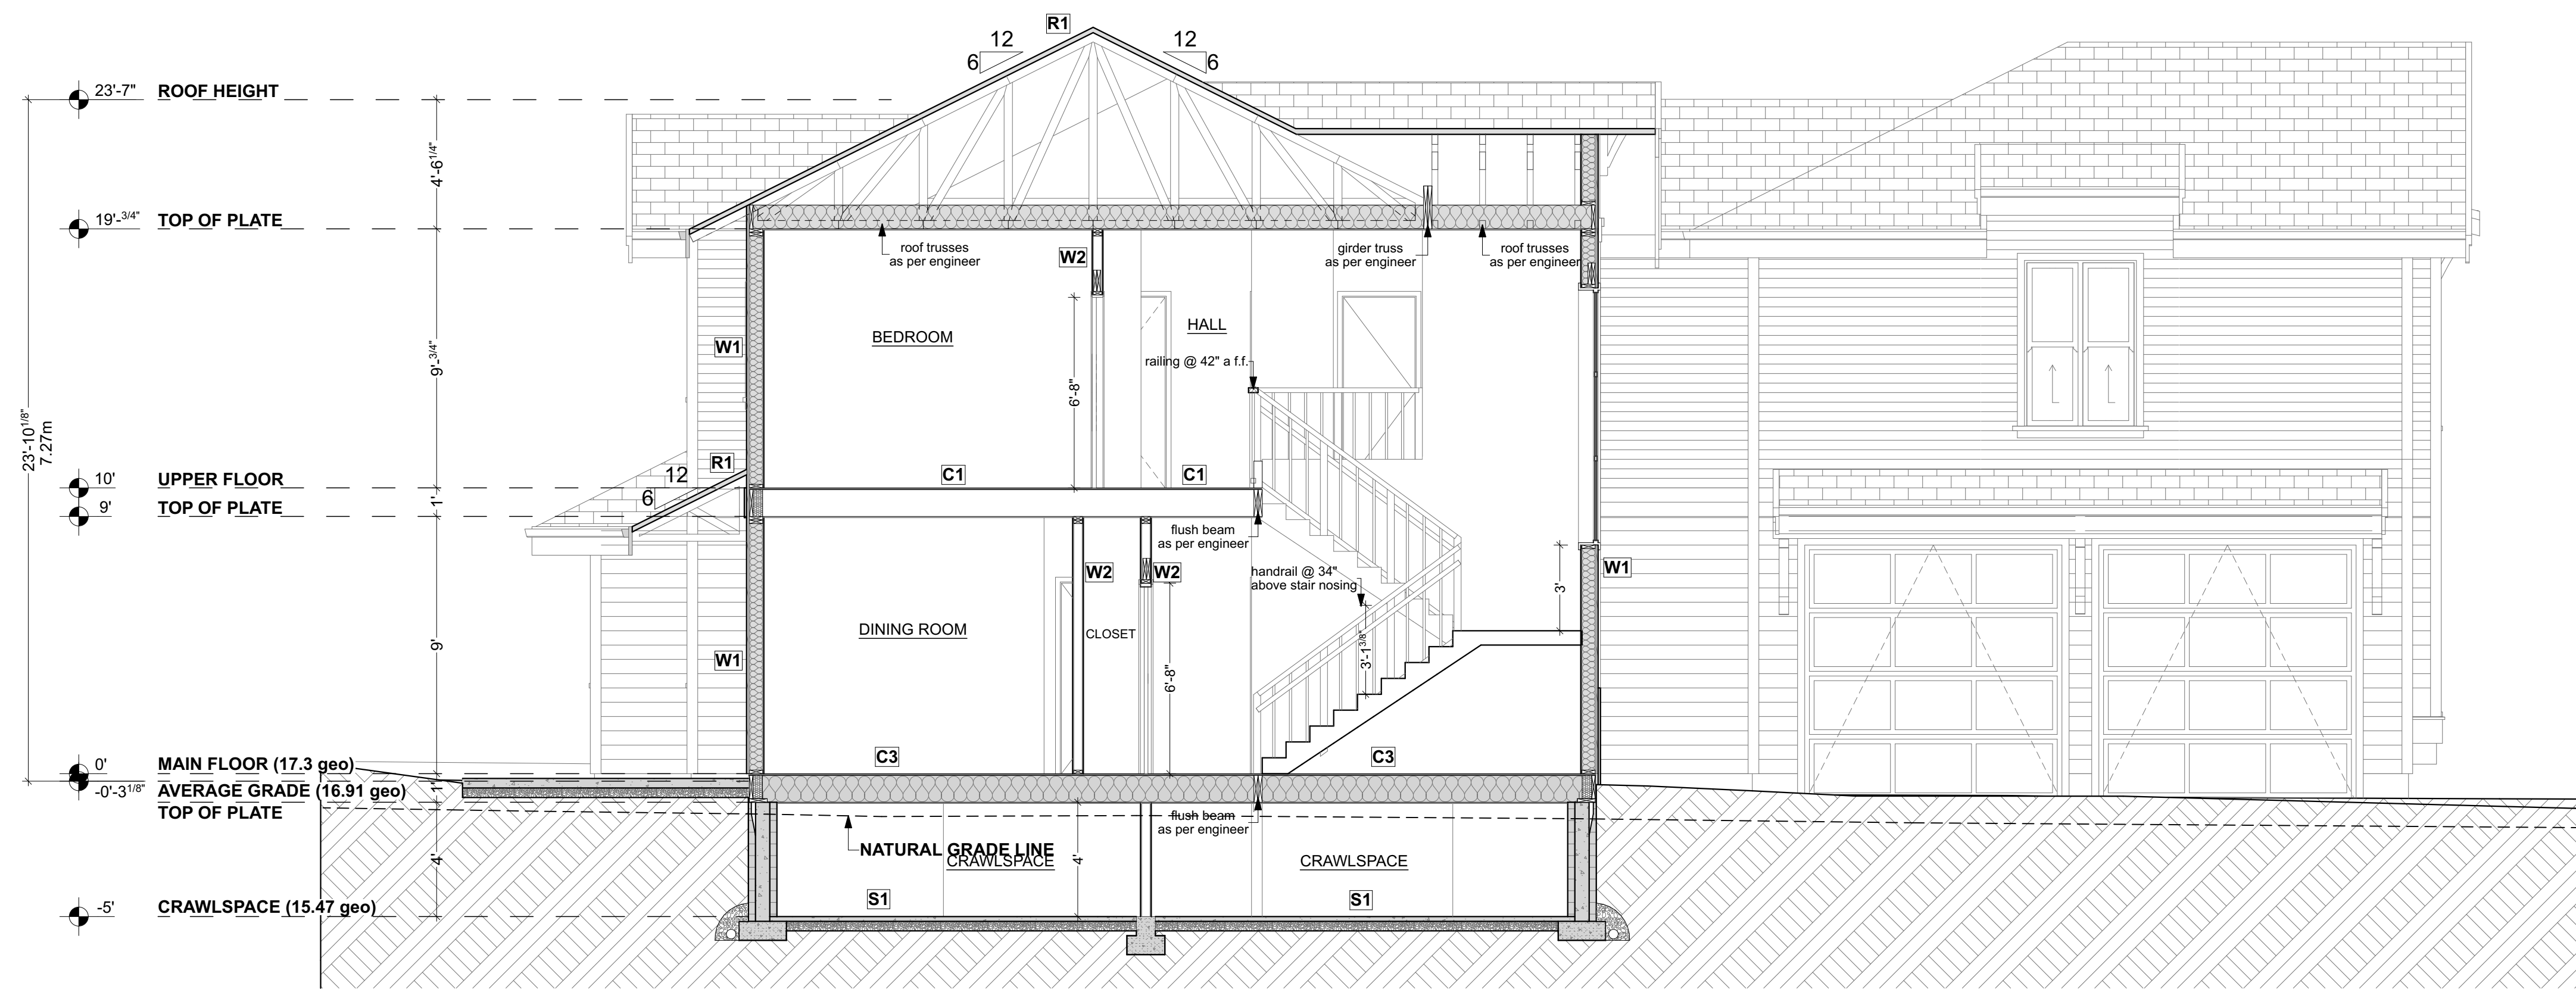 R1
12
6
12
6
23'-7" ROOF HEIGHT
4'-6 1/4"
19'-3/4" TOP OF PLATE
roof trusses
as per engineer
W2
girder truss
as per engineer
roof trusses
as per engineer
BEDROOM
HALL
W1
9'-3/4"
railing @ 42" a f.f.
6'-8"
23'-10 1/8"
7.27m
R1
12
6
C1
C1
10' UPPER FLOOR
1'
9' TOP OF PLATE
flush beam
as per engineer
W2
W2
handrail @ 34"
above stair nosing
W1
3'
DINING ROOM
CLOSET
9'
W1
3'-1 3/8"
6'-8"
C3
C3
0' MAIN FLOOR (17.3 geo)
-0'-3 1/8" AVERAGE GRADE (16.91 geo)
1'
TOP OF PLATE
flush beam
as per engineer
NATURAL GRADE LINE
CRAWLSPACE
4'
4'
CRAWLSPACE
S1
S1
-5' CRAWLSPACE (15.47 geo)